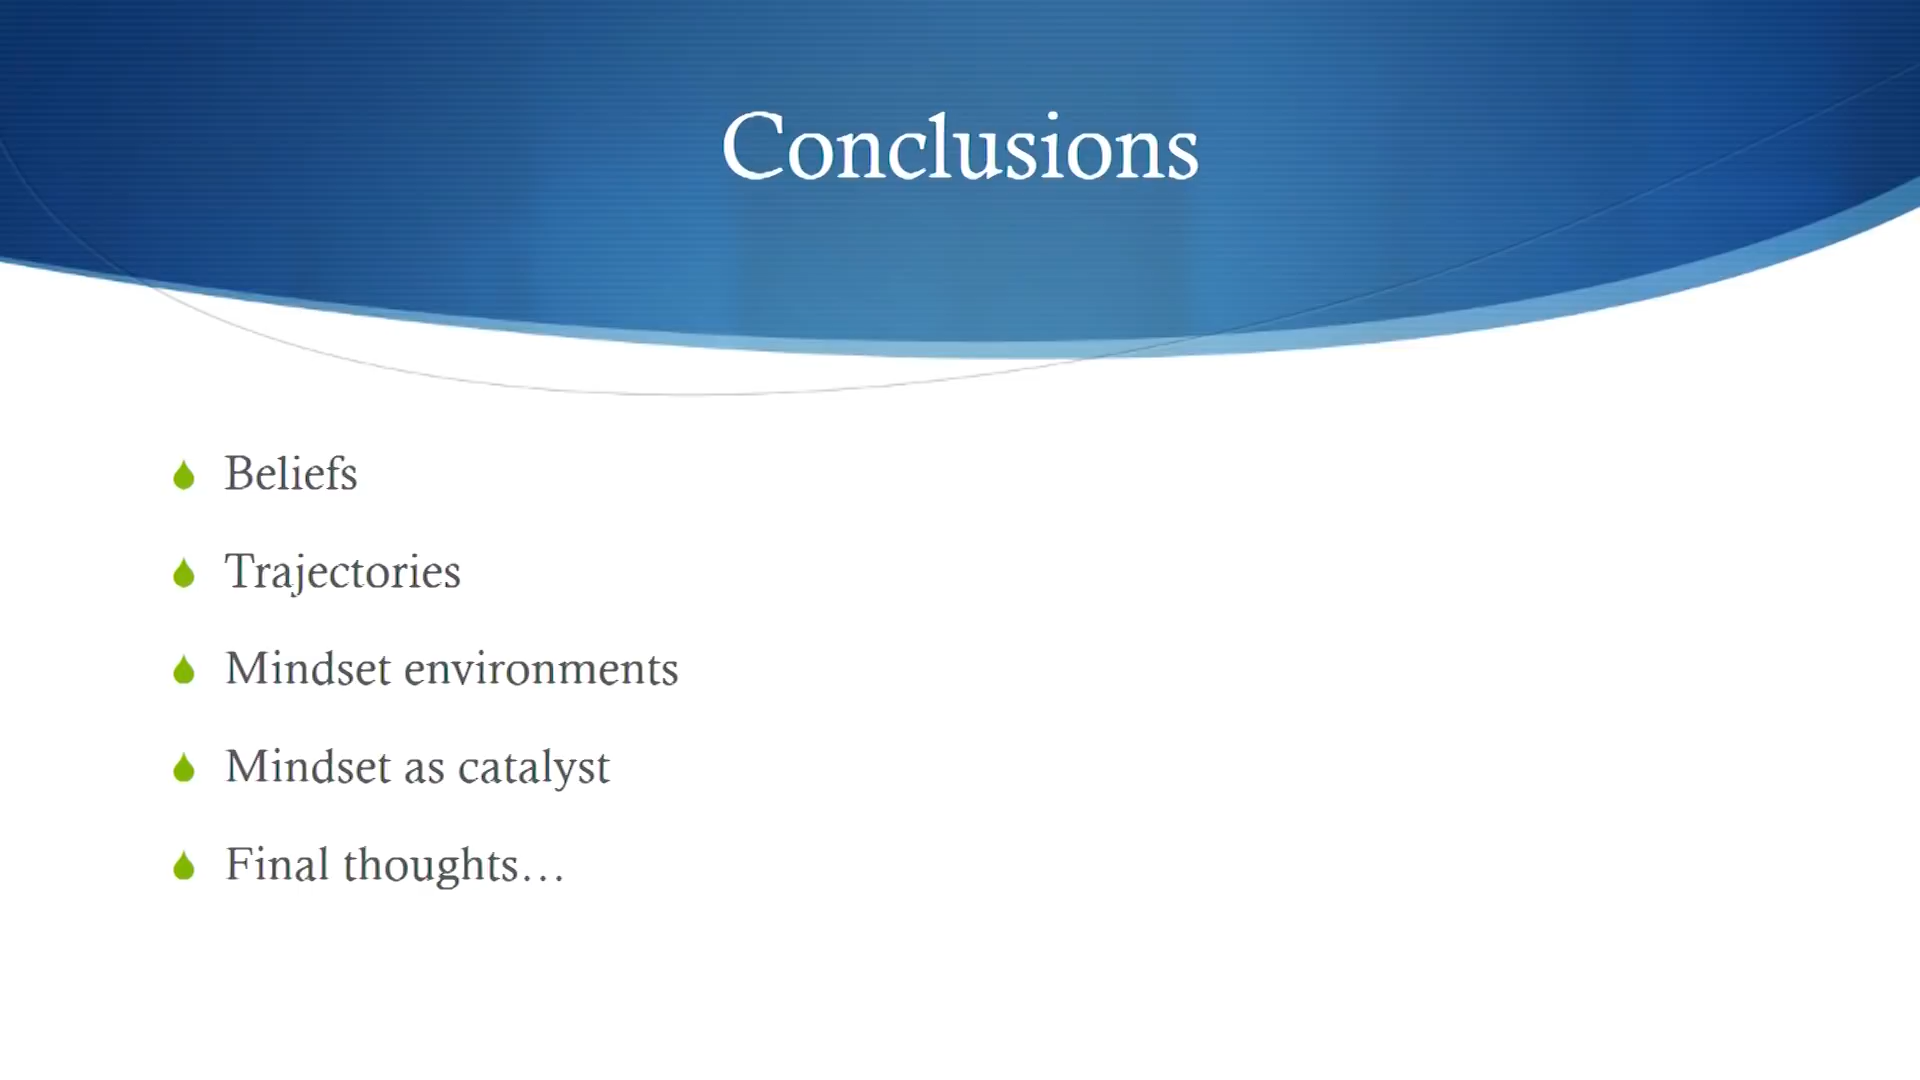 Conclusions
Beliefs
Trajectories
Mindset environments
Mindset as catalyst
Final thoughts…